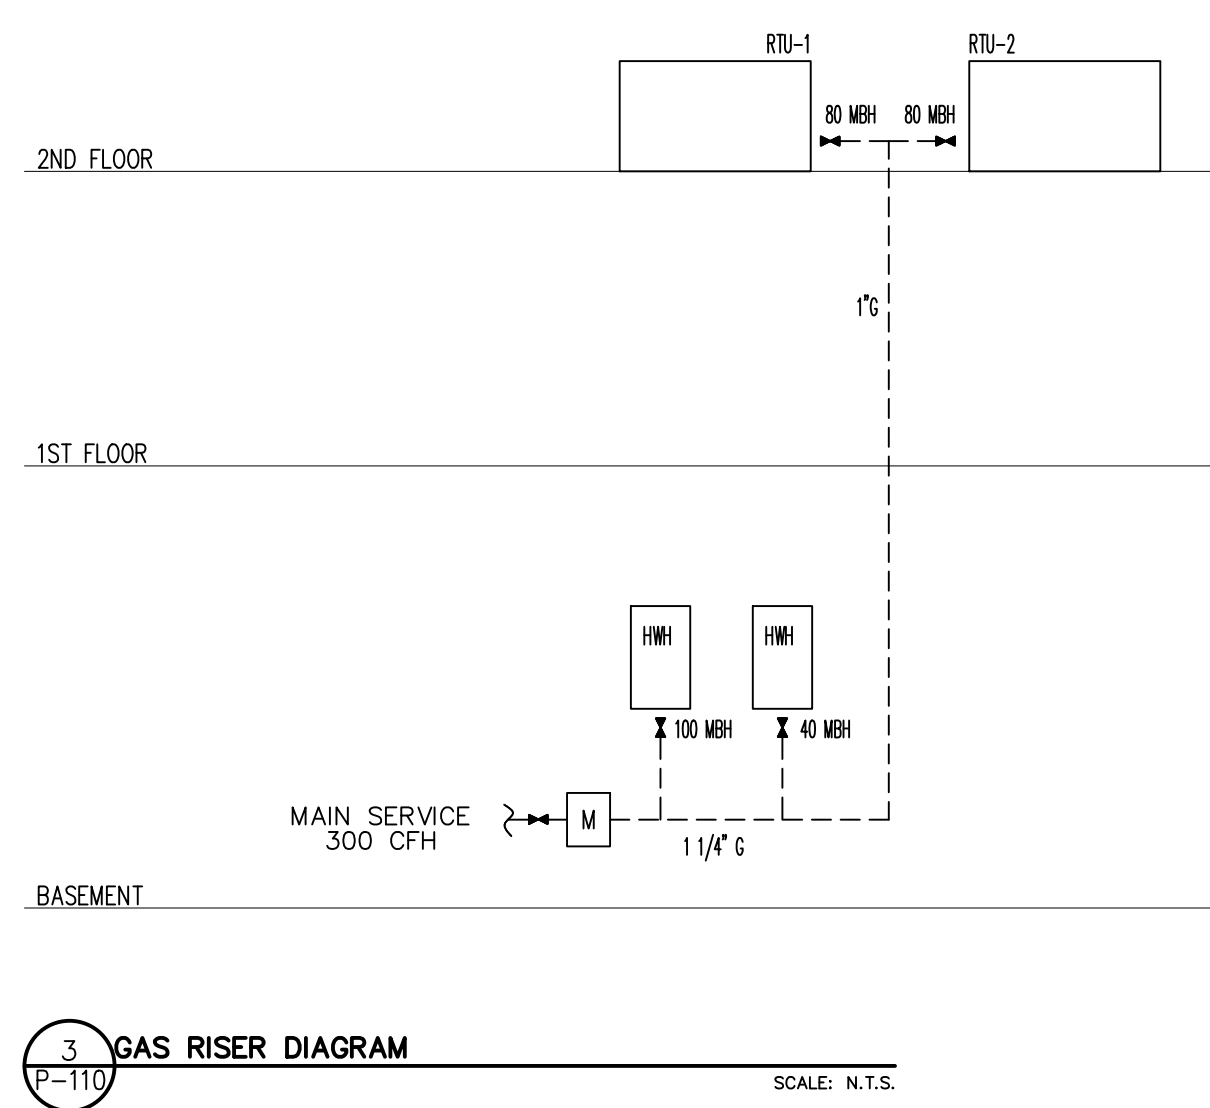 RTU-1
RTU-2
80 MBH
80 MBH
2ND FLOOR
1"G
1ST FLOOR
HWH
HWH
100 MBH
40 MBH
MAIN SERVICE
300 CFH
M
1 1/4" G
BASEMENT
3
GAS RISER DIAGRAM
P-110
SCALE: N.T.S.